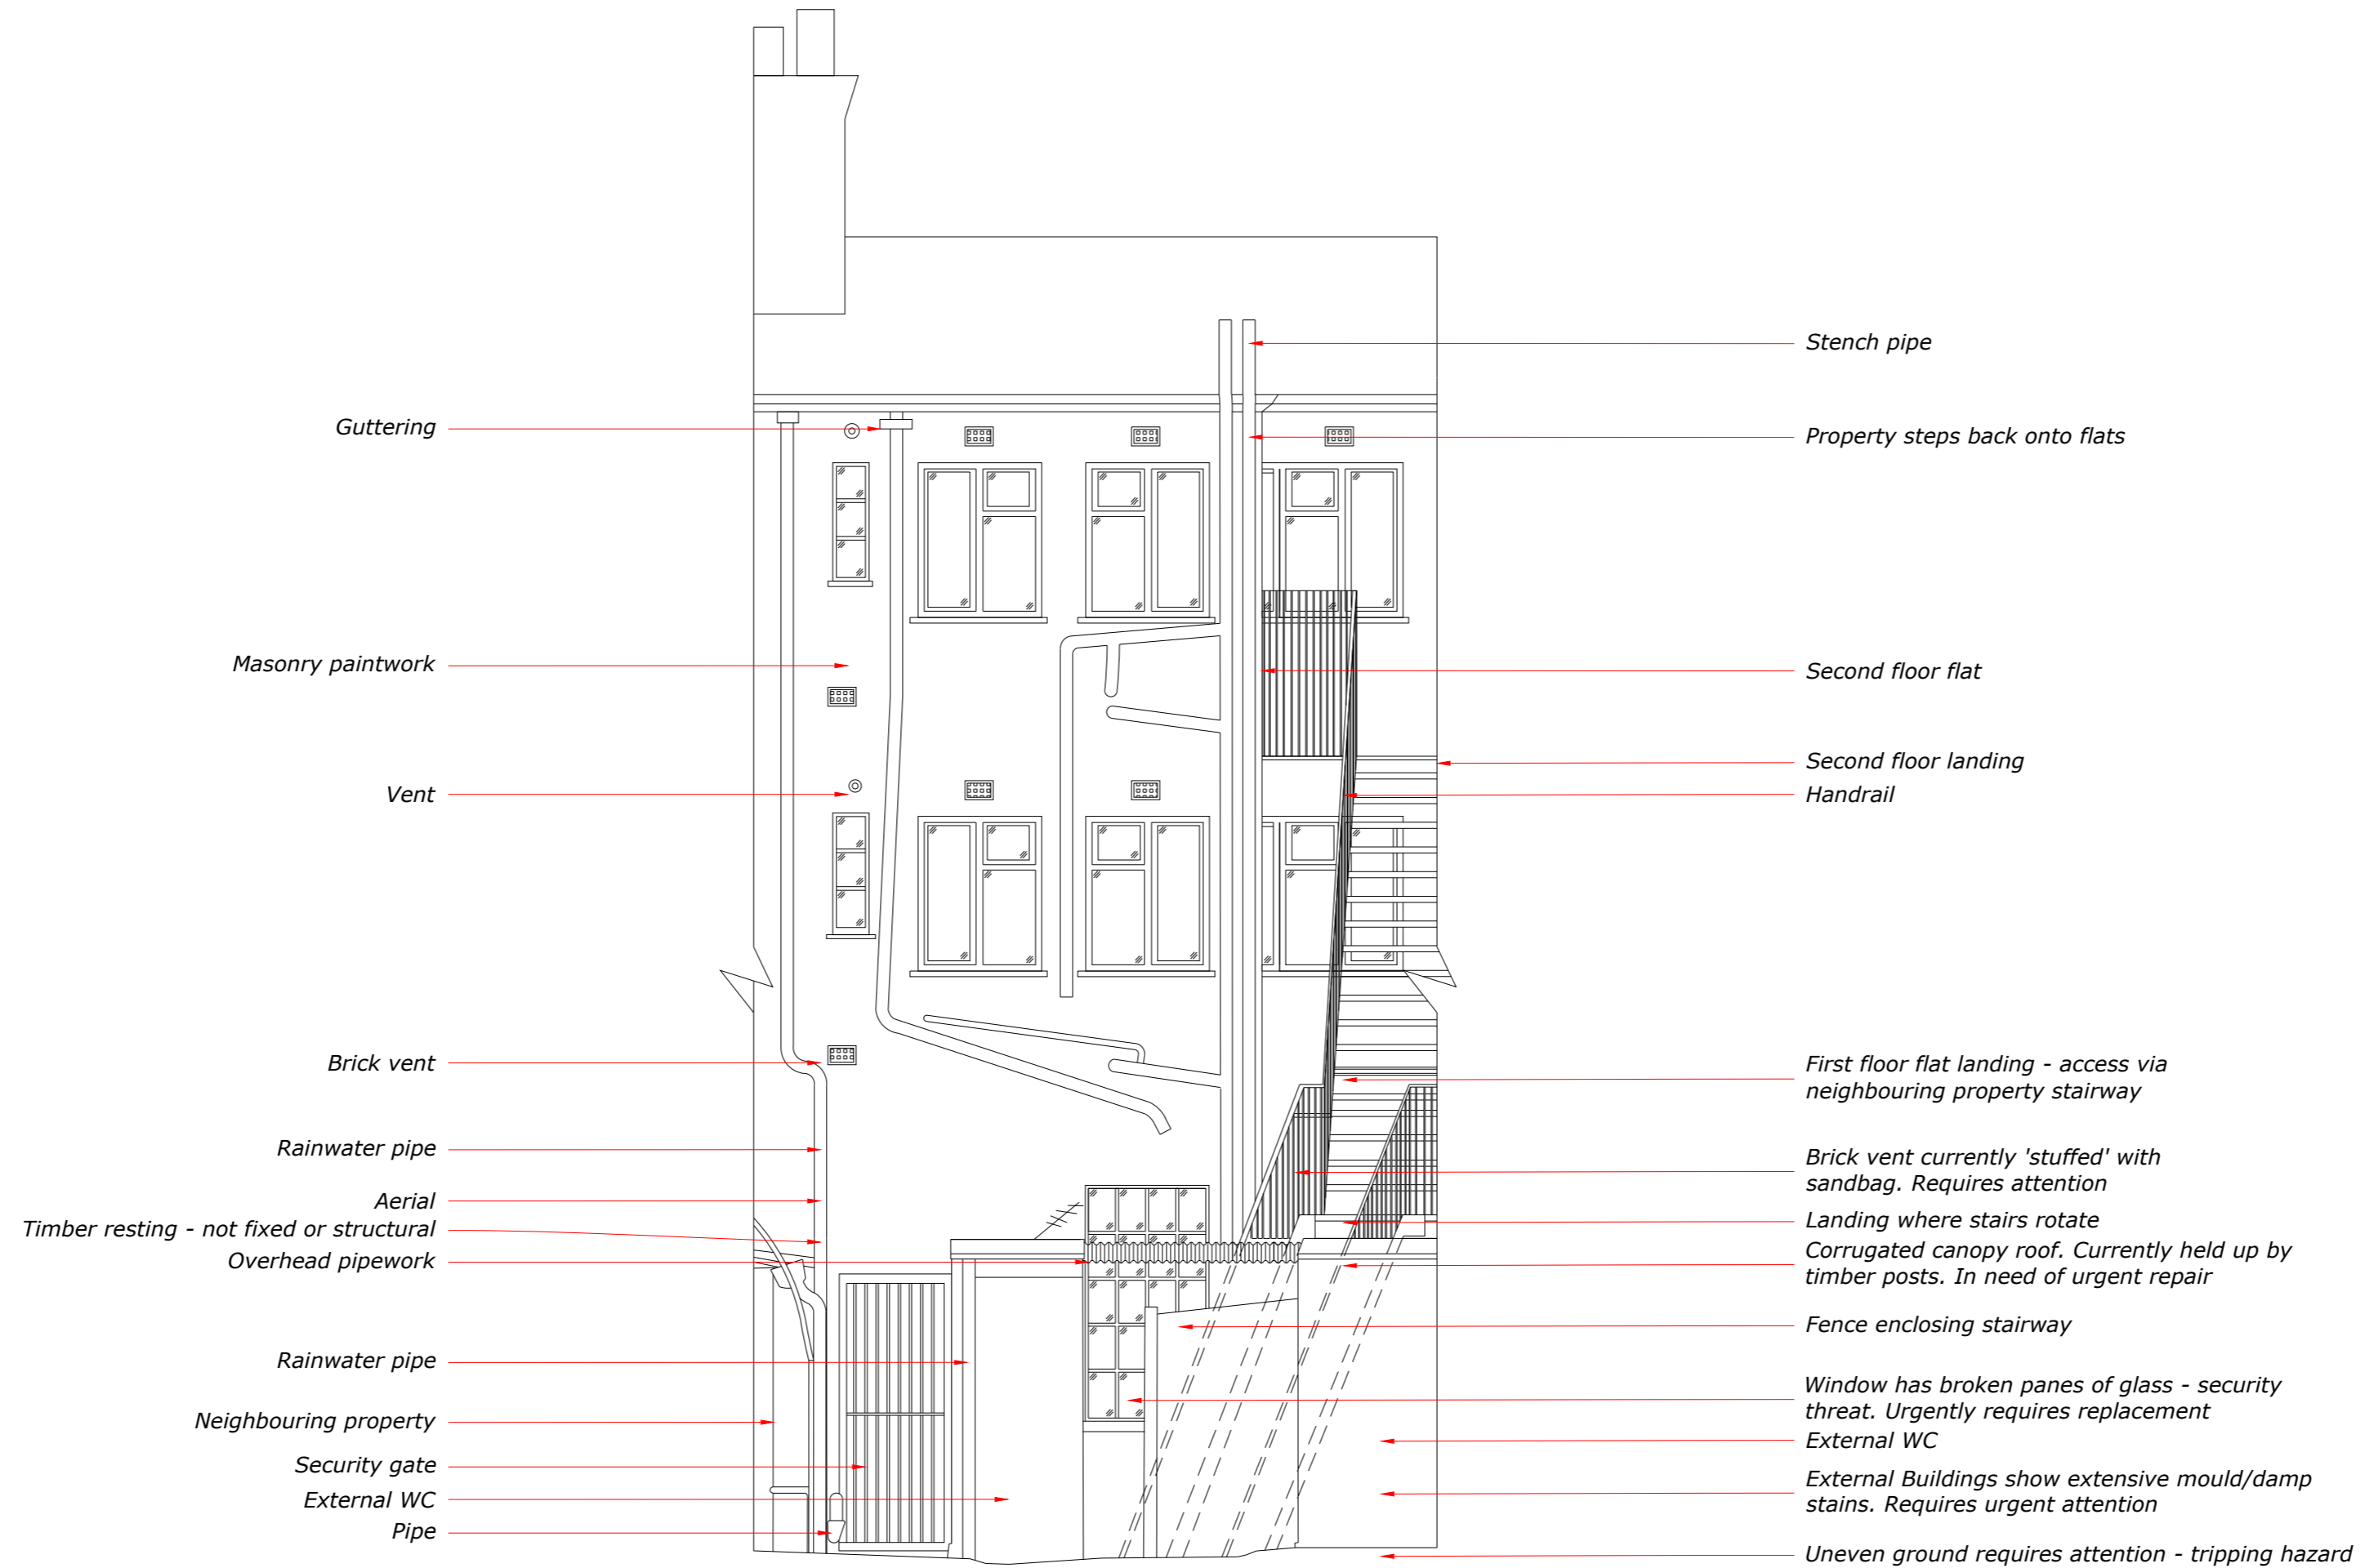 Guttering
Masonry paintwork
Vent
Brick vent
Rainwater pipe
Aerial
Timber resting - not fixed or structural
Overhead pipework
Rainwater pipe
Neighbouring property
Security gate
External WC
Pipe
Stench pipe
Property steps back onto flats
Second floor flat
Second floor landing
Handrail
First floor flat landing - access via
neighbouring property stairway
Brick vent currently 'stuffed' with
sandbag. Requires attention
Landing where stairs rotate
Corrugated canopy roof. Currently held up by
timber posts. In need of urgent repair
Fence enclosing stairway
Window has broken panes of glass - security
threat. Urgently requires replacement
External WC
External Buildings show extensive mould/damp
stains. Requires urgent attention
Uneven ground requires attention - tripping hazard